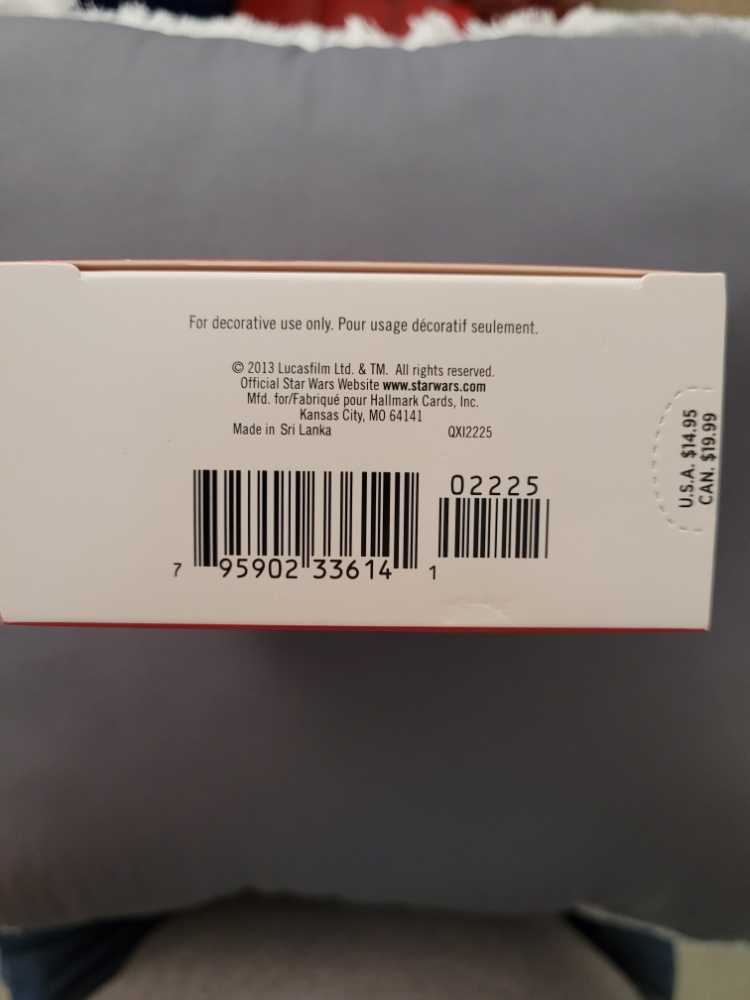 For decorative use only. Pour usage décoratif seulement.
© 2013 Lucasfilm Ltd. & TM. All rights reserved.
Official Star Wars Website www.starwars.com
Mfd. for/Fabriqué pour Hallmark Cards, Inc.
Kansas City, MO 64141
Made in Sri Lanka QXI2225
02225
7 95902 33614 1
U.S.A. $14.95
CAN. $19.99